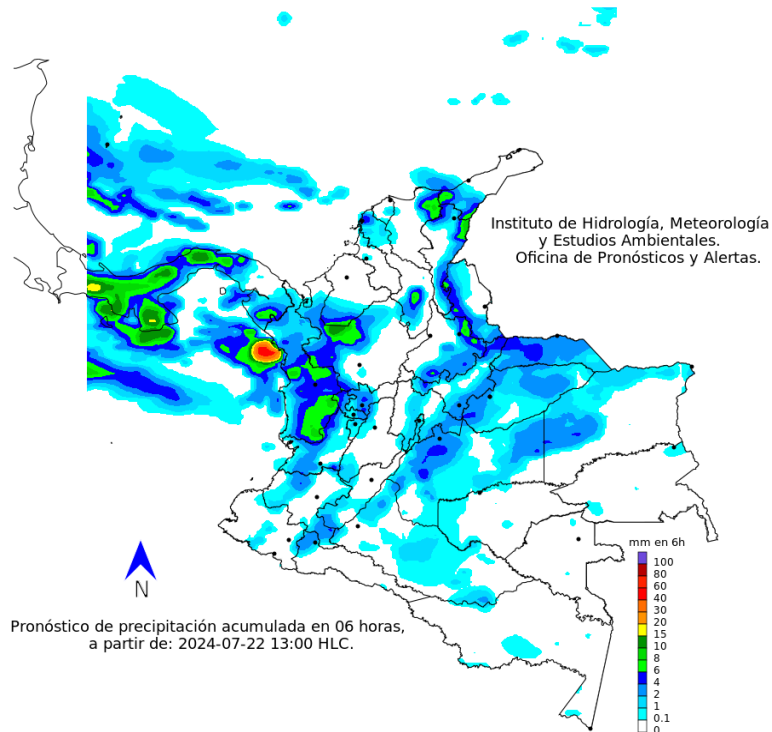 Instituto de Hidrología, Meteorología
y Estudios Ambientales.
Oficina de Pronósticos y Alertas.
mm en 6h
100
80
60
40
30
20
15
10
8
6
4
2
1
0.1
0
N
Pronóstico de precipitación acumulada en 06 horas,
a partir de: 2024-07-22 13:00 HLC.